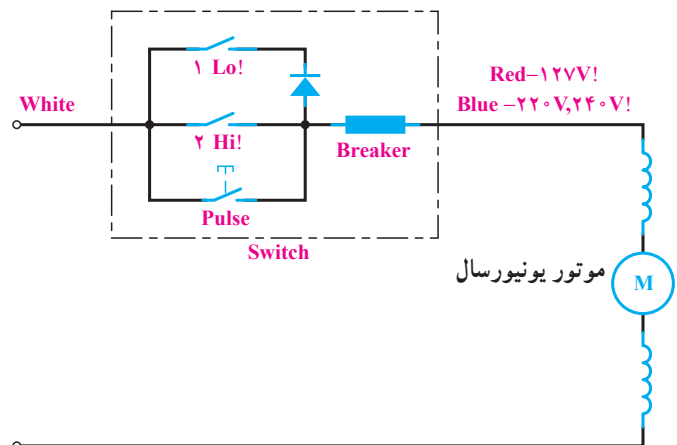 ۱ Lo!
Red–۱۲۷V!
Blue –۲۲۰V,۲۴۰V!
White
۲ Hi!
Breaker
Pulse
Switch
موتور یونیورسال
M